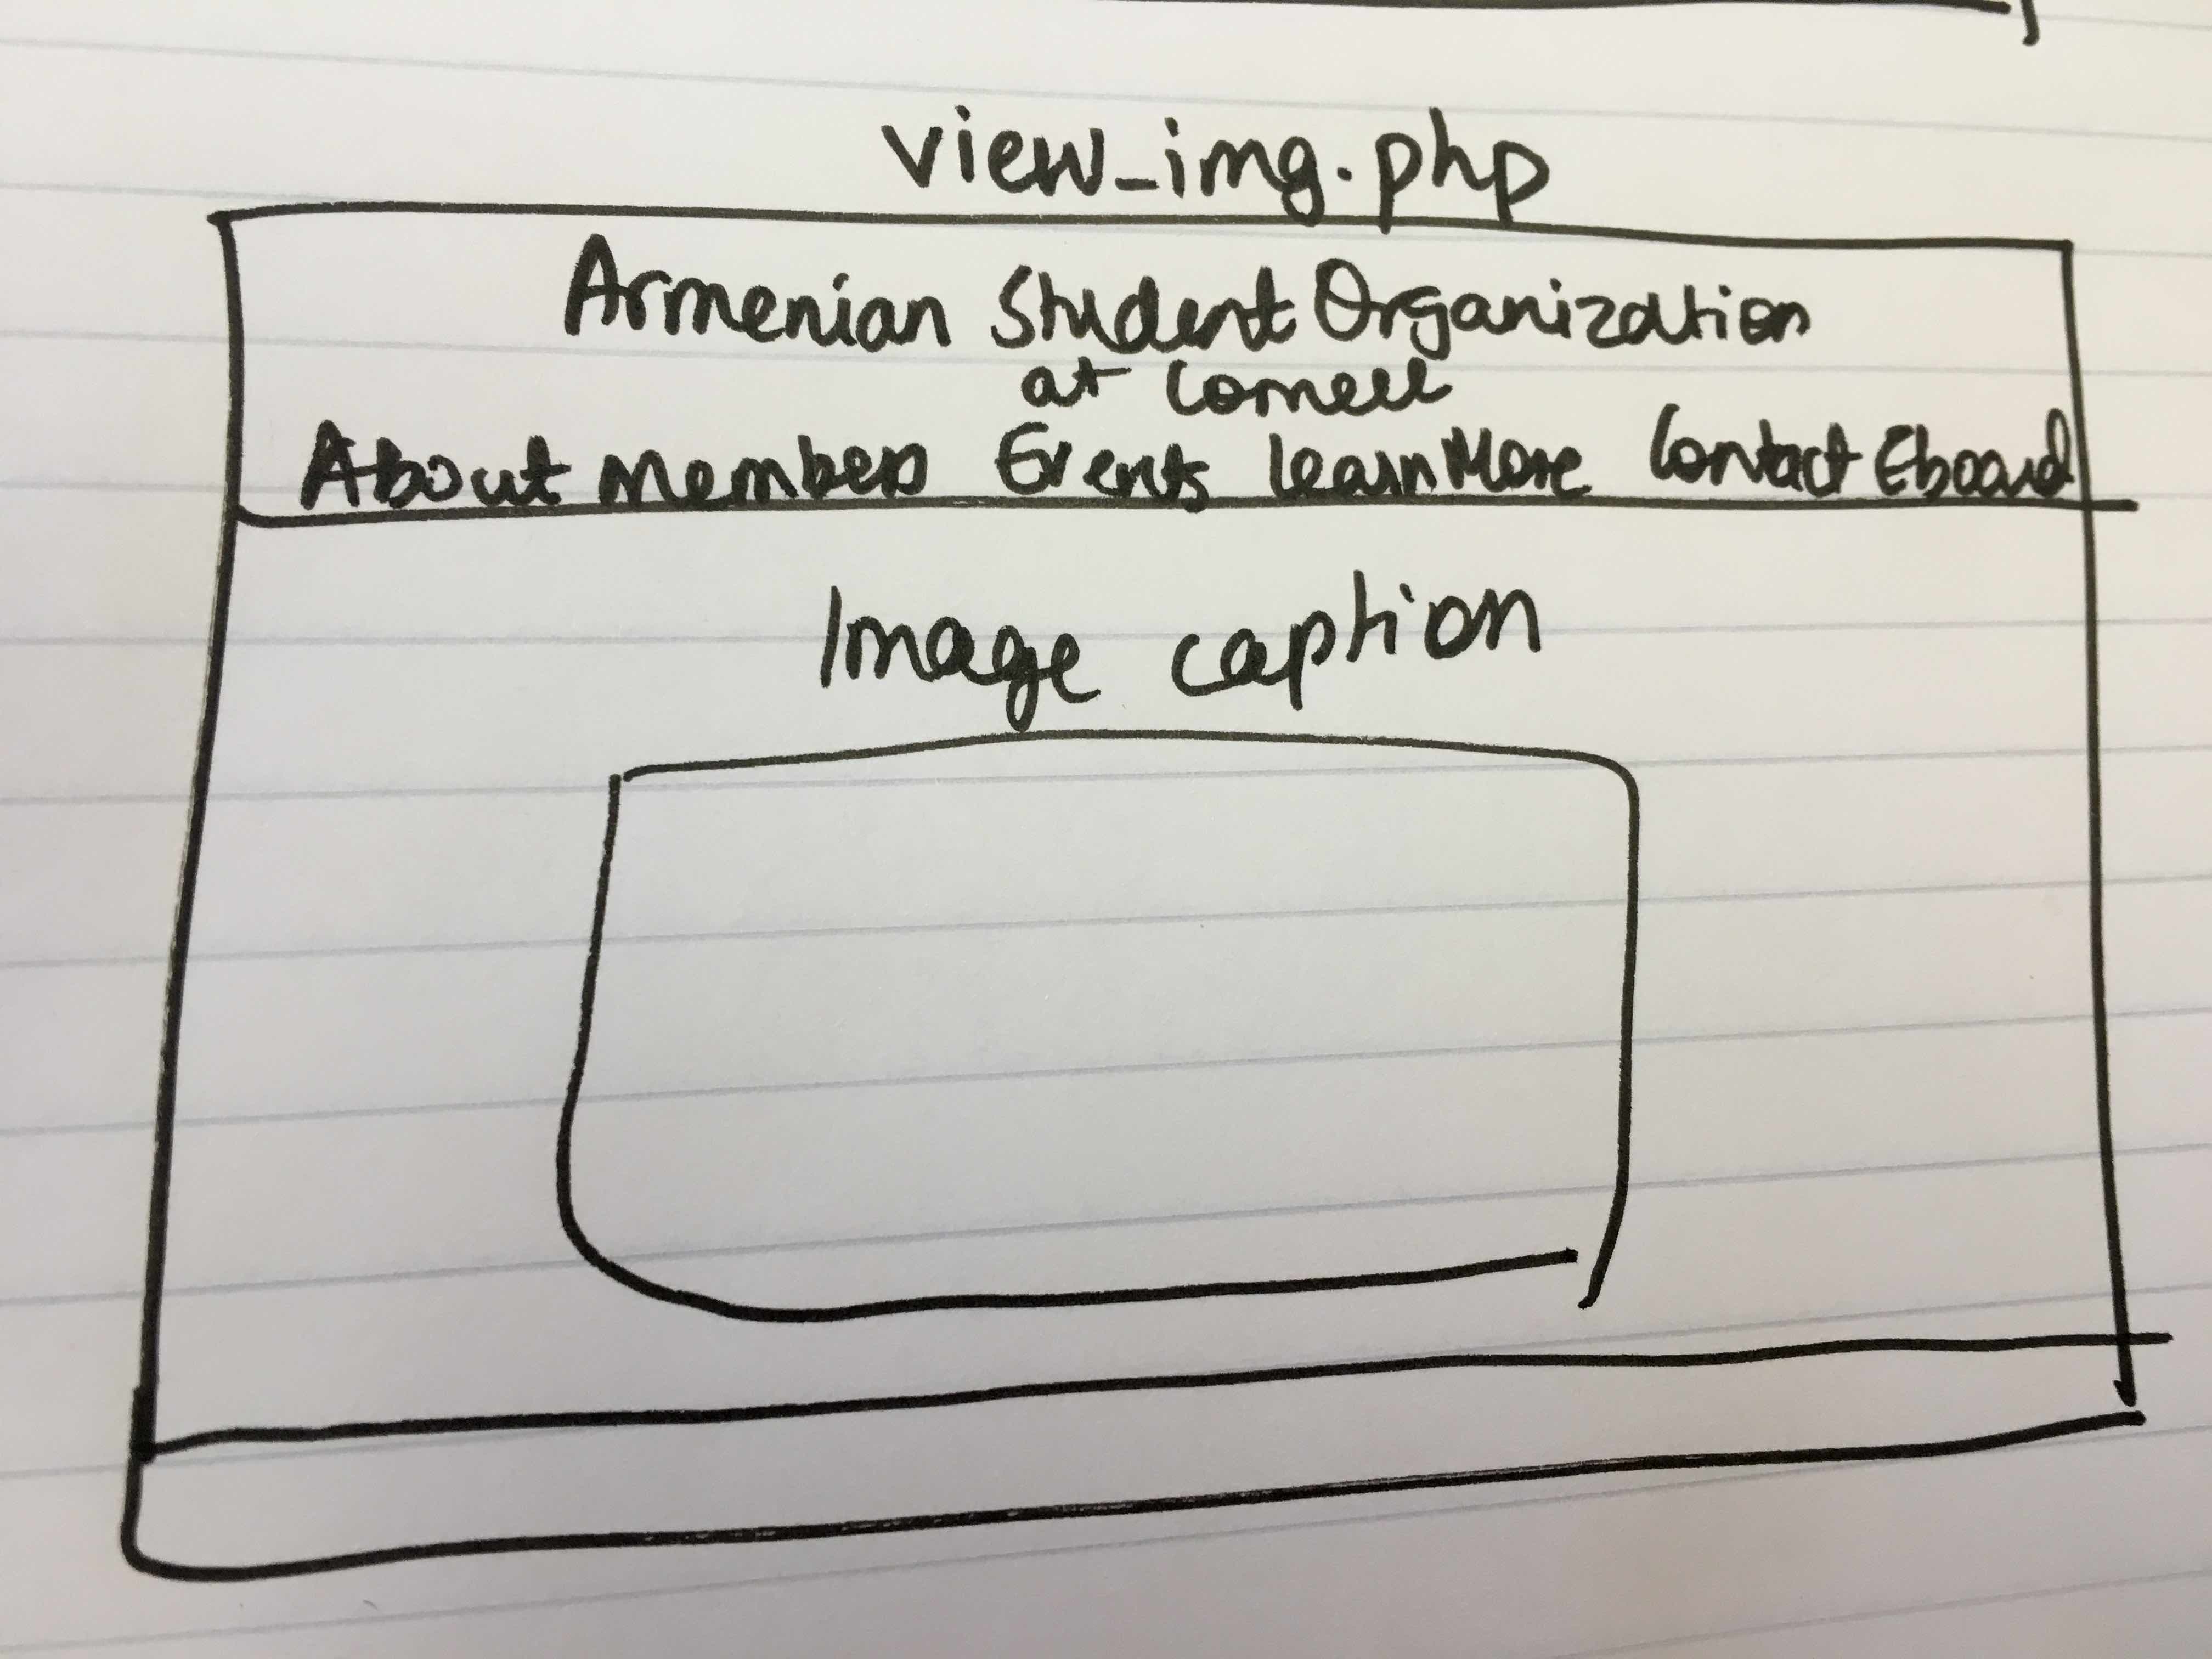 view_img.php
Armenian Student Organization
at Cornell
About Members Events Learn More Contact Eboard
Image caption